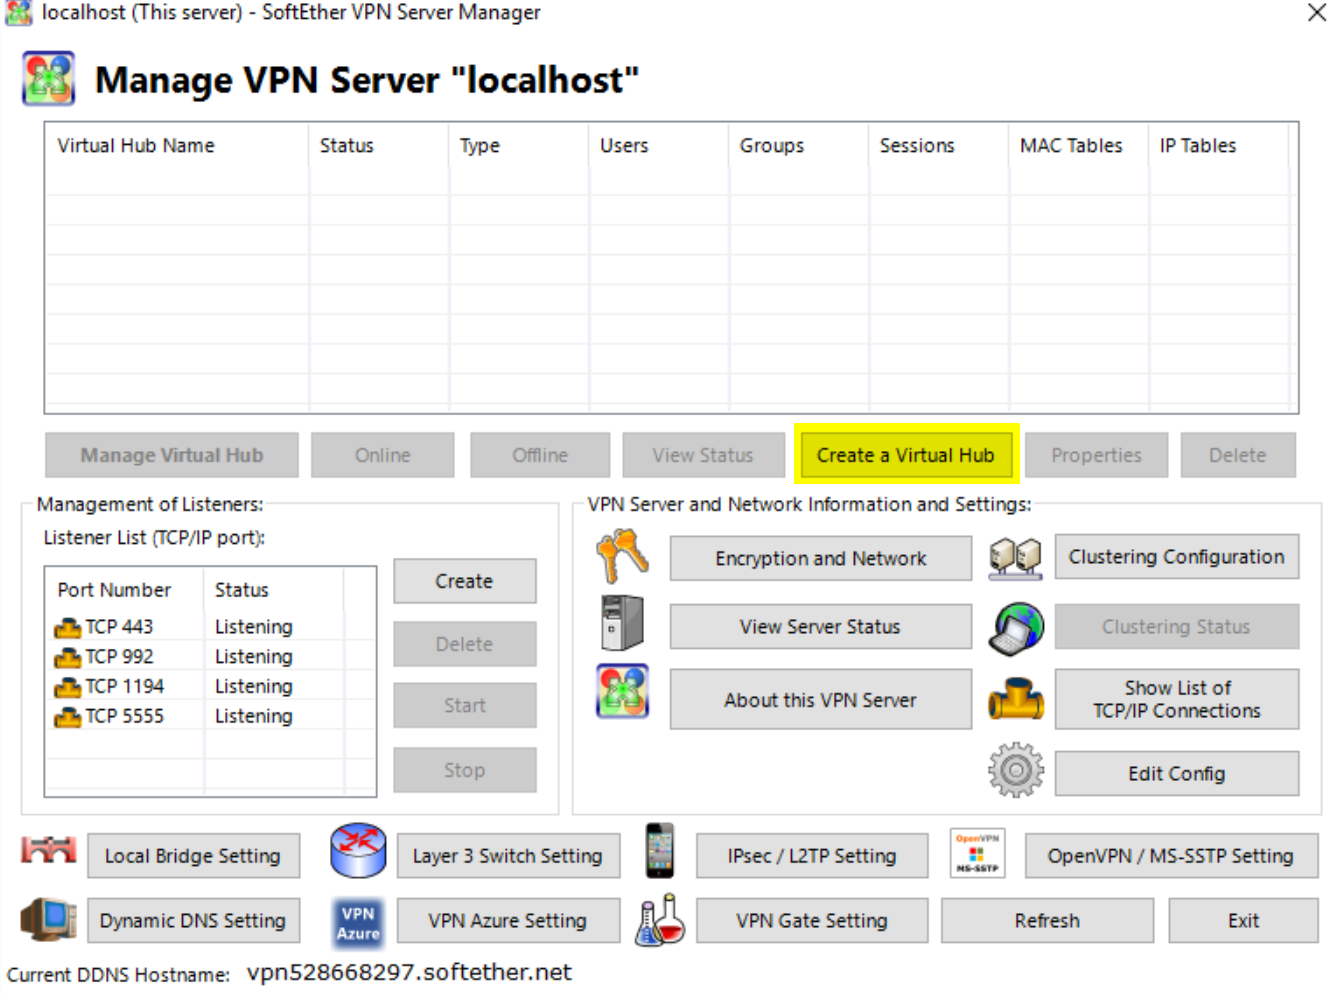 localhost (This server) - SoftEther VPN Server Manager
Manage VPN Server "localhost"
Virtual Hub Name Status Type Users Groups Sessions MAC Tables IP Tables
Manage Virtual Hub Online Offline View Status Create a Virtual Hub Properties Delete
Management of Listeners:
Listener List (TCP/IP port):
Port Number Status
TCP 443 Listening
TCP 992 Listening
TCP 1194 Listening
TCP 5555 Listening
Create
Delete
Start
Stop
VPN Server and Network Information and Settings:
Encryption and Network
Clustering Configuration
View Server Status
Clustering Status
About this VPN Server
Show List of
TCP/IP Connections
Edit Config
Local Bridge Setting
Layer 3 Switch Setting
IPsec / L2TP Setting
OpenVPN
MS-SSTP
OpenVPN / MS-SSTP Setting
Dynamic DNS Setting
VPN
Azure
VPN Azure Setting
VPN Gate Setting
Refresh
Exit
Current DDNS Hostname: vpn528668297.softether.net